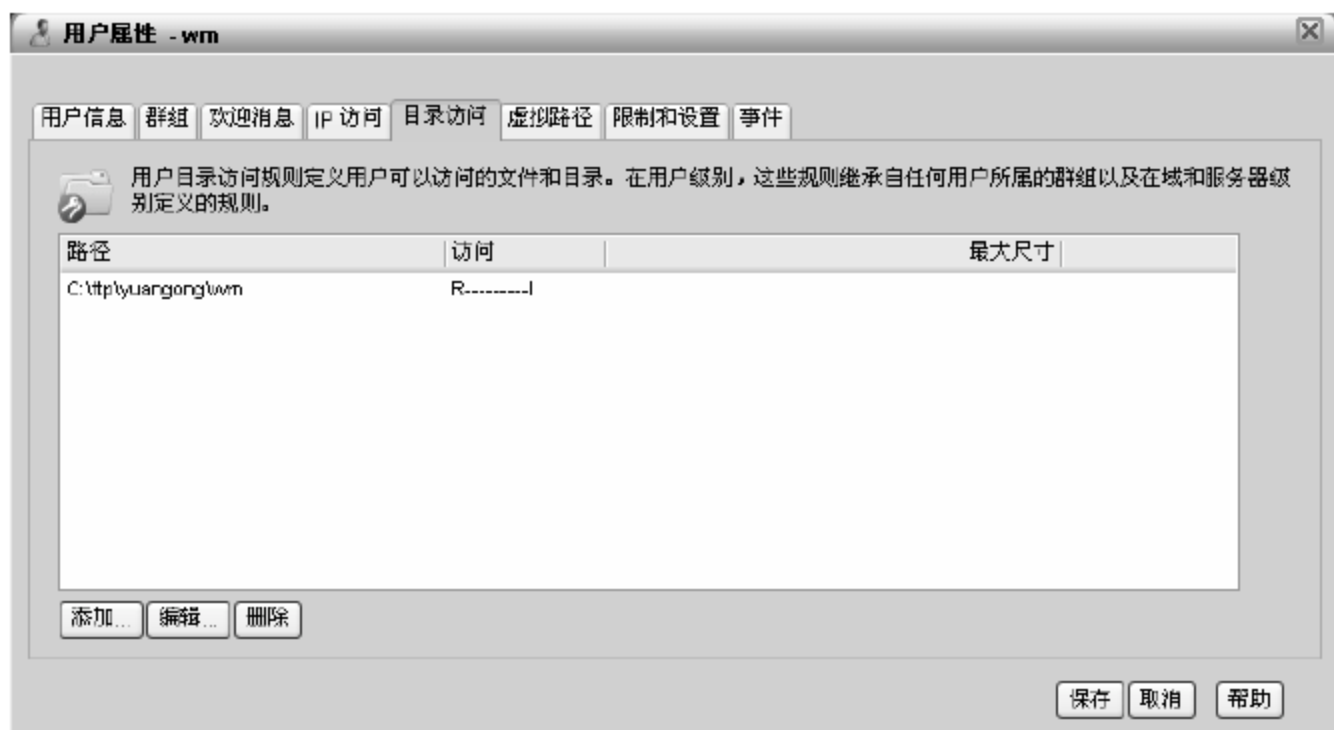 用户属性 - wm
用户信息 群组 欢迎消息 IP 访问 目录访问 虚拟路径 限制和设置 事件
用户目录访问规则定义用户可以访问的文件和目录。在用户级别，这些规则继承自任何用户所属的群组以及在域和服务器级
别定义的规则。
路径 访问 最大尺寸
C:\ftp\yuangong\wm R----------I
添加... 编辑... 删除
保存 取消 帮助